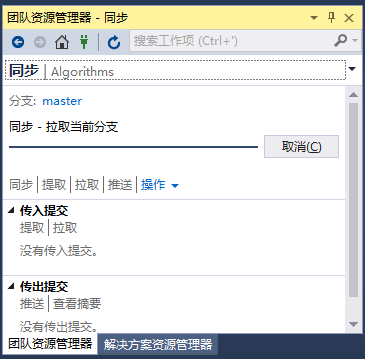 团队资源管理器 - 同步
搜索工作项 (Ctrl+')
同步 | Algorithms
分支: master
同步 - 拉取当前分支
取消(C)
同步 | 提取 | 拉取 | 推送 | 操作
传入提交
提取 | 拉取
没有传入提交。
传出提交
推送 | 查看摘要
没有传出提交。
团队资源管理器 解决方案资源管理器